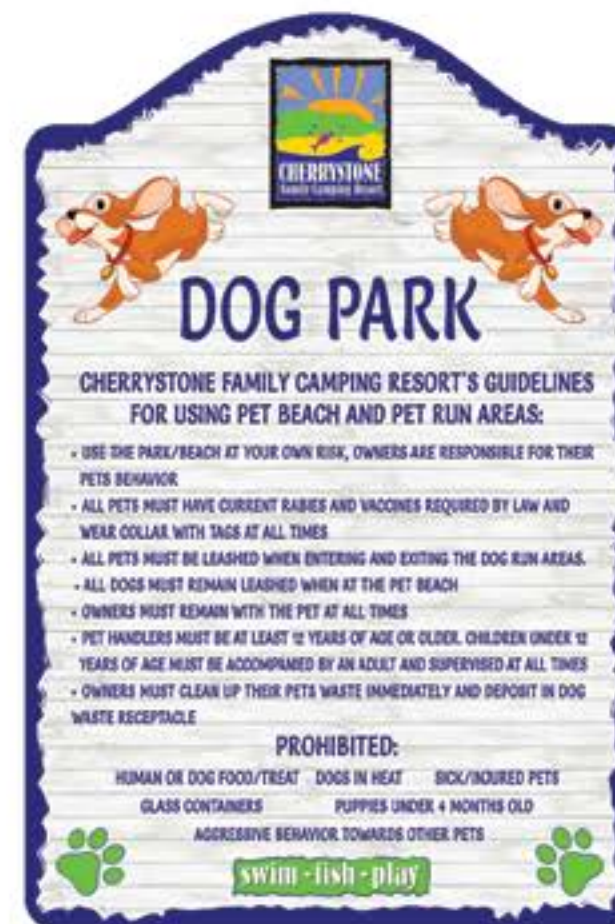 CHERRYSTONE
Family Camping Resort
DOG PARK
CHERRYSTONE FAMILY CAMPING RESORT'S GUIDELINES
FOR USING PET BEACH AND PET RUN AREAS:
• USE THE PARK/BEACH AT YOUR OWN RISK, OWNERS ARE RESPONSIBLE FOR THEIR
PETS BEHAVIOR
• ALL PETS MUST HAVE CURRENT RABIES AND VACCINES REQUIRED BY LAW AND
WEAR COLLAR WITH TAGS AT ALL TIMES
• ALL PETS MUST BE LEASHED WHEN ENTERING AND EXITING THE DOG RUN AREAS.
• ALL DOGS MUST REMAIN LEASHED WHEN AT THE PET BEACH
• OWNERS MUST REMAIN WITH THE PET AT ALL TIMES
• PET HANDLERS MUST BE AT LEAST 12 YEARS OF AGE OR OLDER. CHILDREN UNDER 12
YEARS OF AGE MUST BE ACCOMPANIED BY AN ADULT AND SUPERVISED AT ALL TIMES
• OWNERS MUST CLEAN UP THEIR PETS WASTE IMMEDIATELY AND DEPOSIT IN DOG
WASTE RECEPTACLE
PROHIBITED:
HUMAN OR DOG FOOD/TREAT DOGS IN HEAT SICK/INJURED PETS
GLASS CONTAINERS PUPPIES UNDER 4 MONTHS OLD
AGGRESSIVE BEHAVIOR TOWARDS OTHER PETS
swim • fish • play